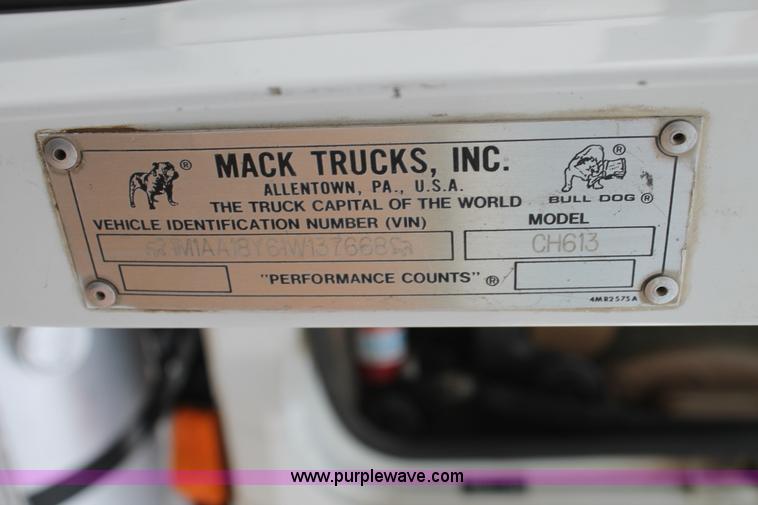 MACK TRUCKS, INC.
ALLENTOWN, PA., U.S.A.
THE TRUCK CAPITAL OF THE WORLD
BULL DOG ®
VEHICLE IDENTIFICATION NUMBER (VIN)
MODEL
1M1AA18Y61W137668
CH613
"PERFORMANCE COUNTS" ®
4MR2575A
www.purplewave.com